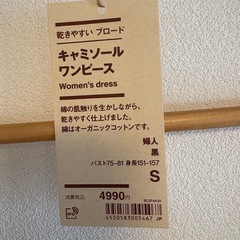 乾きやすい ブロード
キャミソール
ワンピース
Women's dress
綿の肌触りを生かしながら、
乾きやすく仕上げました。
綿はオーガニックコットンです。
婦人
黒
バスト75-81 身長151-157
S
消費税込 4990円
4550583005467 JP